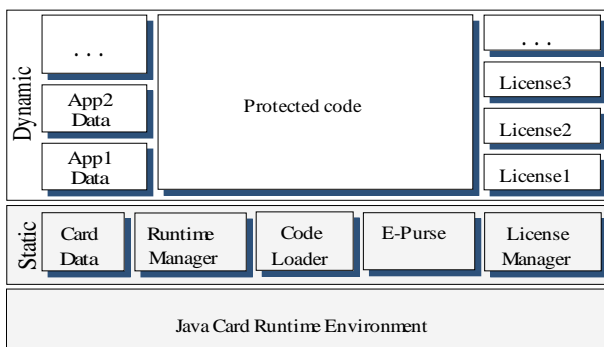 Dynamic
. . .
App2
Data
App1
Data
Protected code
. . .
License3
License2
License1
Static
Card
Data
Runtime
Manager
Code
Loader
E-Purse
License
Manager
Java Card Runtime Environment